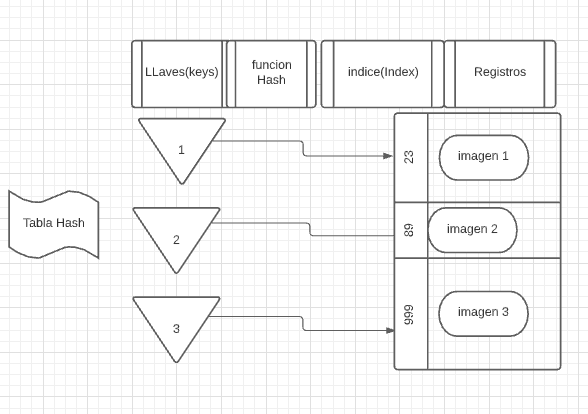 LLaves(keys)
funcion
Hash
indice(Index)
Registros
1
23
imagen 1
Tabla Hash
2
89
imagen 2
3
999
imagen 3